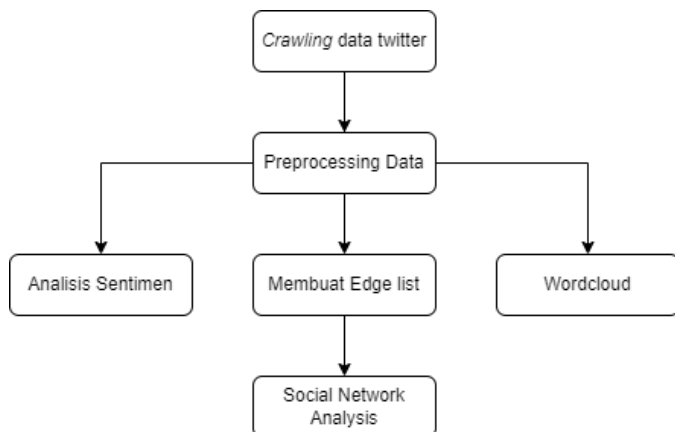 Crawling data twitter
Preprocessing Data
Analisis Sentimen
Membuat Edge list
Wordcloud
Social Network
Analysis